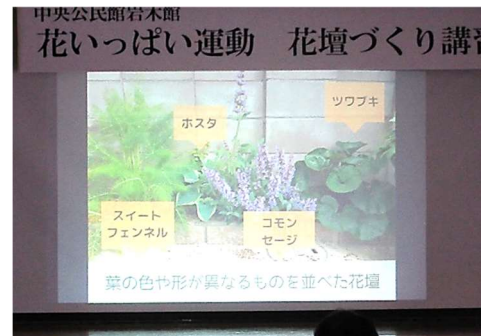 中央公民館岩木館
花いっぱい運動 花壇づくり講習
ツワブキ
ホスタ
スイート
フェンネル
コモン
セージ
葉の色や形が異なるものを並べた花壇